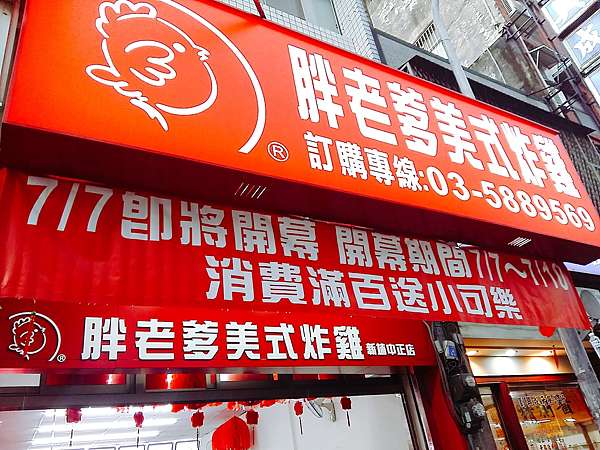 胖老爹美式炸雞
®
訂購專線:03-5889569
7/7即將開幕 開幕期間7/7~7/10
消費滿百送小可樂
胖老爹美式炸雞 新埔中正店
®